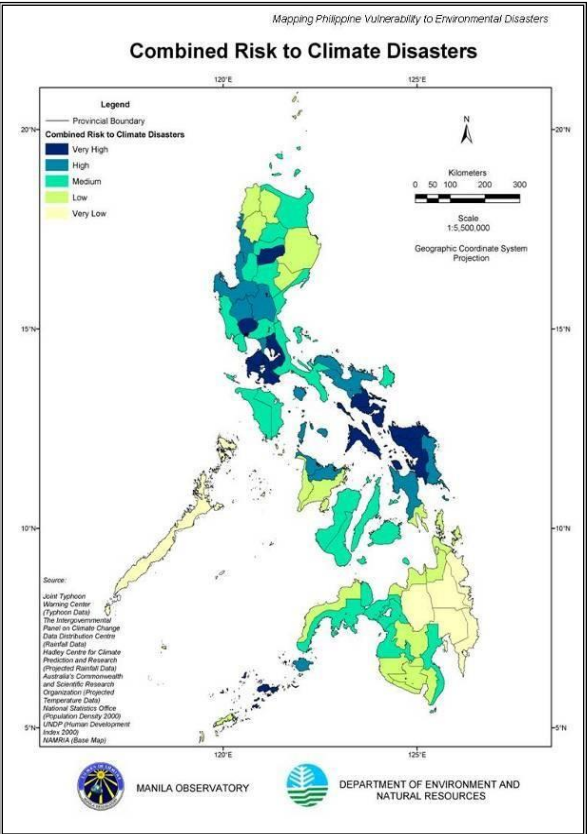 Mapping Philippine Vulnerability to Environmental Disasters
Combined Risk to Climate Disasters
120°E
125°E
20°N
20°N
Legend
Provincial Boundary
Combined Risk to Climate Disasters
Very High
High
Medium
Low
Very Low
N
Kilometers
0 50 100 200 300
Scale
1:5,500,000
Geographic Coordinate System
Projection
15°N
15°N
10°N
10°N
Source:
Joint Typhoon
Warning Center
(Typhoon Data)
The Intergovernmental
Panel on Climate Change
Data Distribution Centre
(Rainfall Data)
Hadley Centre for Climate
Prediction and Research
(Projected Rainfall Data)
Australia's Commonwealth
and Scientific Research
Organization (Projected
Temperature Data)
National Statistics Office
(Population Density 2000)
UNDP (Human Development
Index 2000)
NAMRIA (Base Map)
5°N
5°N
120°E
125°E
MANILA OBSERVATORY
DEPARTMENT OF ENVIRONMENT AND
NATURAL RESOURCES